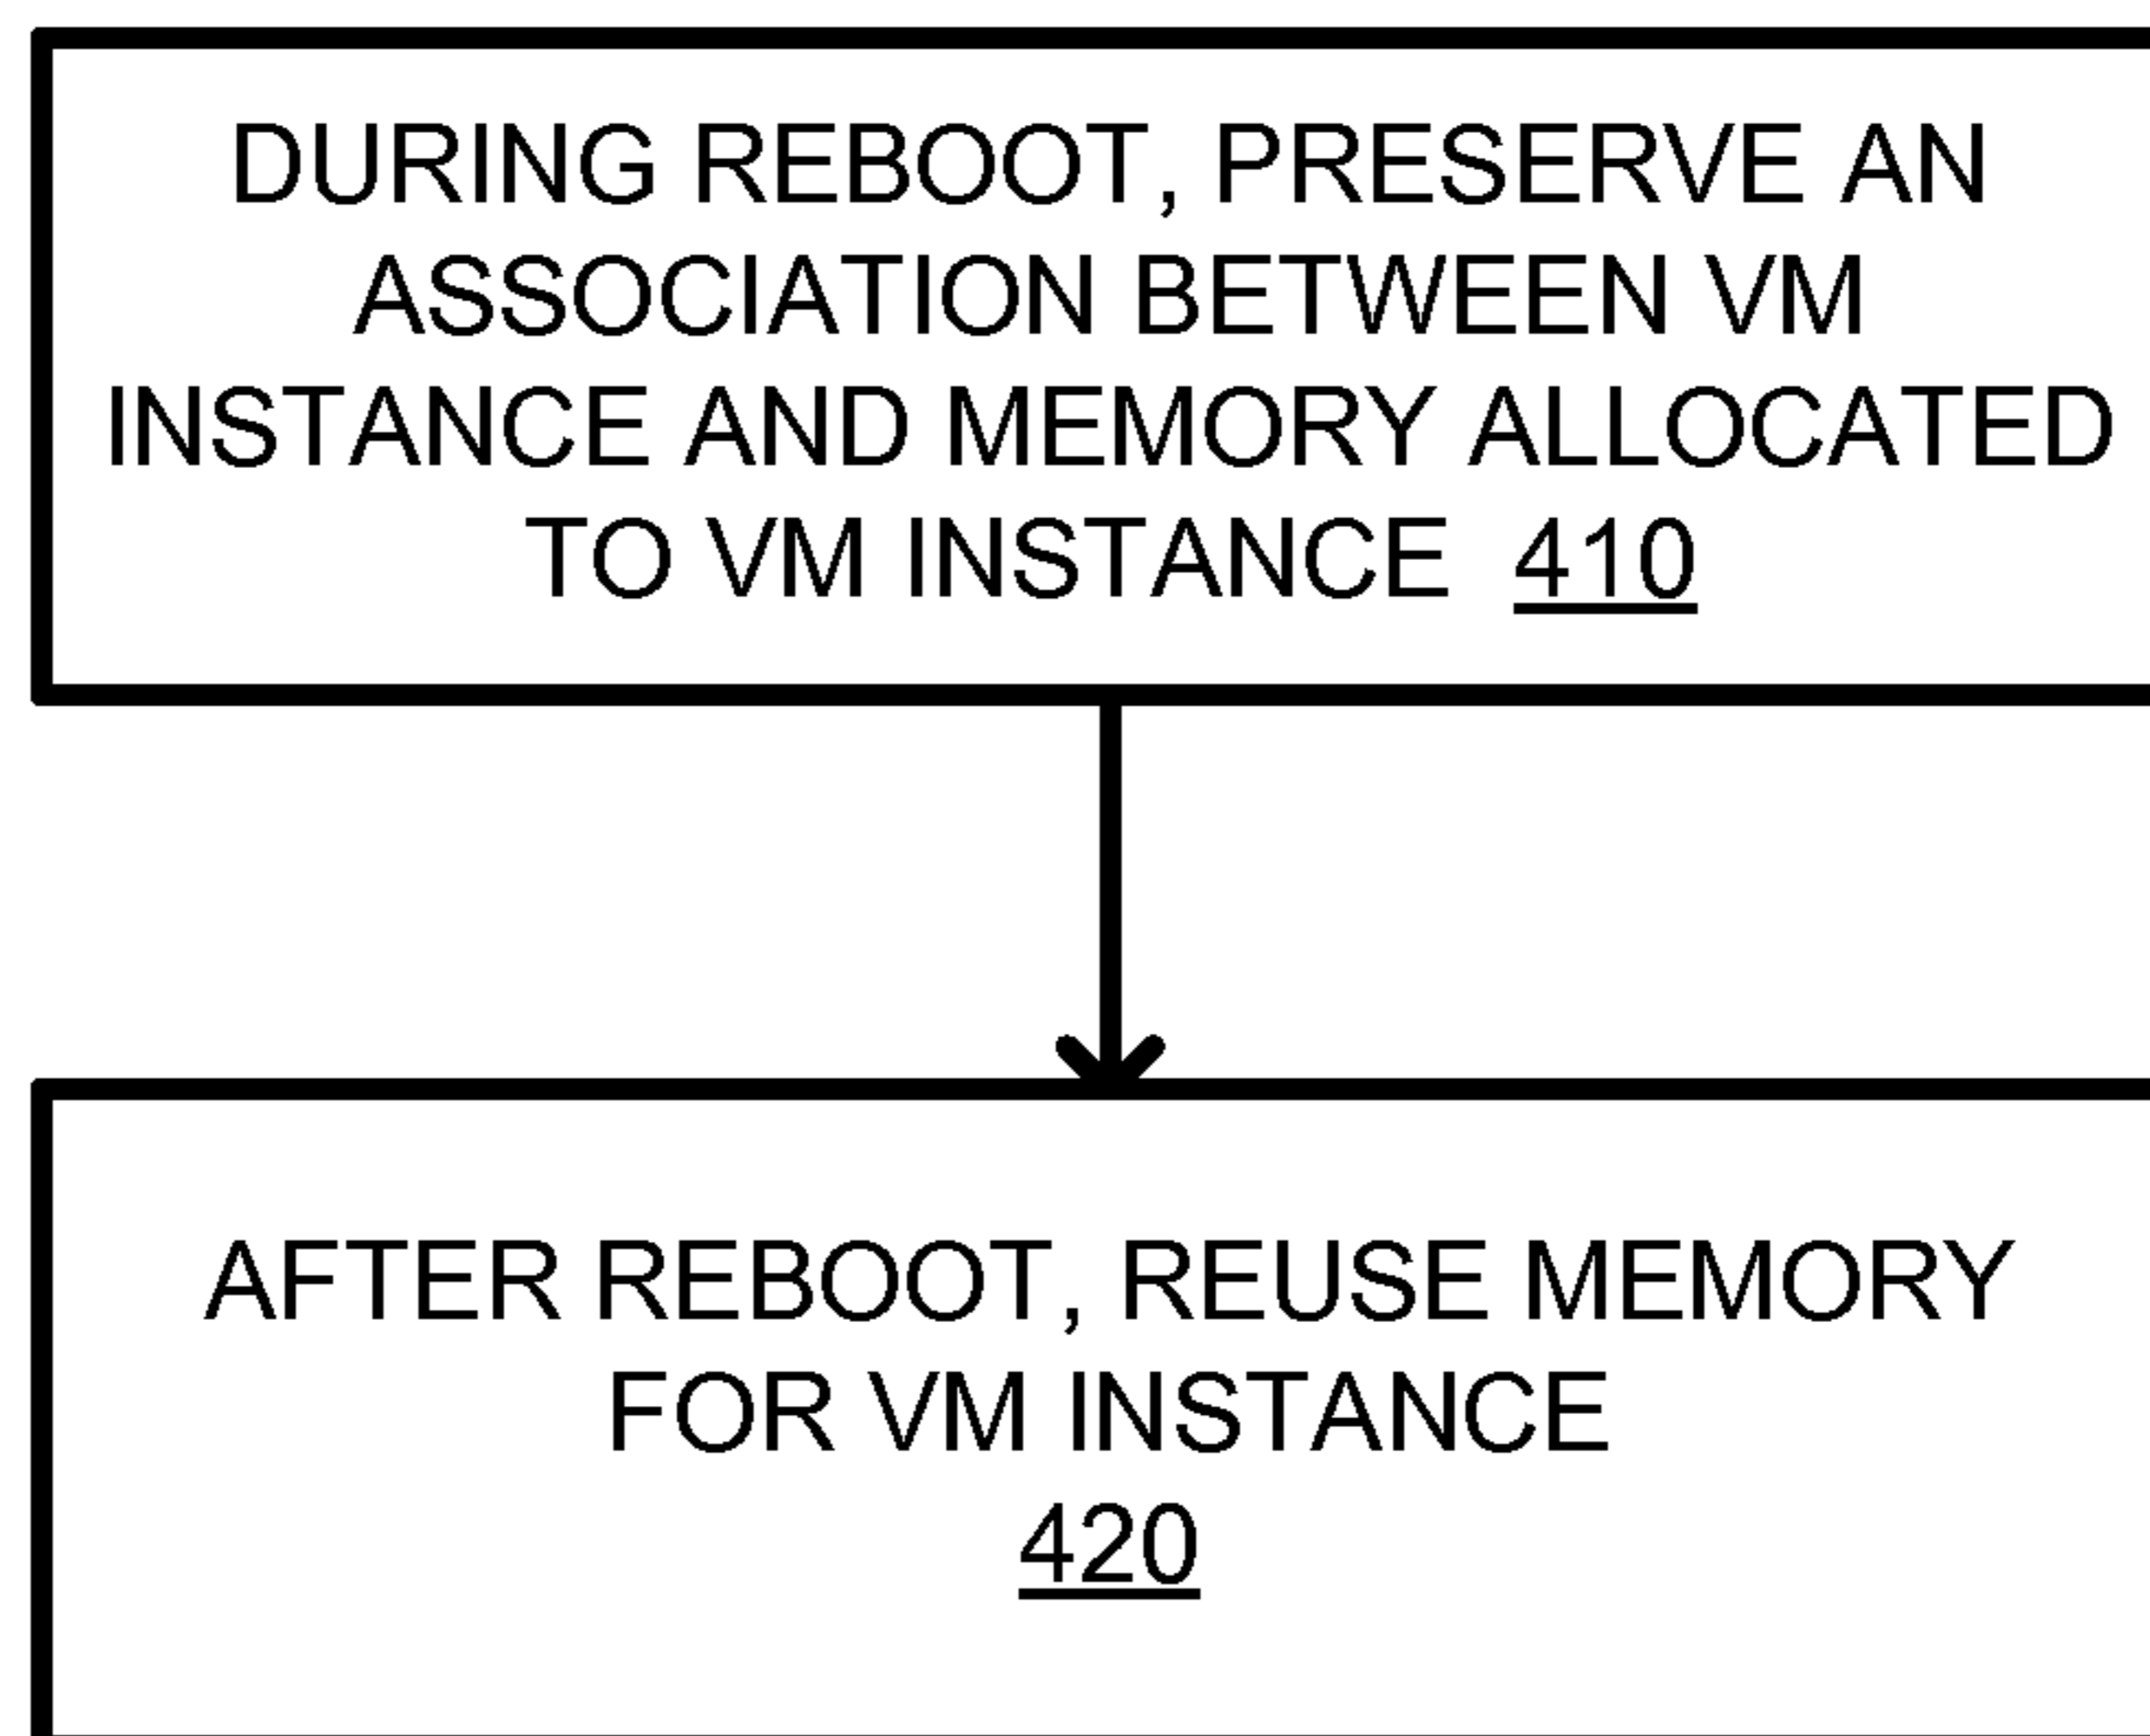 DURING REBOOT, PRESERVE AN
ASSOCIATION BETWEEN VM
INSTANCE AND MEMORY ALLOCATED
TO VM INSTANCE 410
AFTER REBOOT, REUSE MEMORY
FOR VM INSTANCE
420